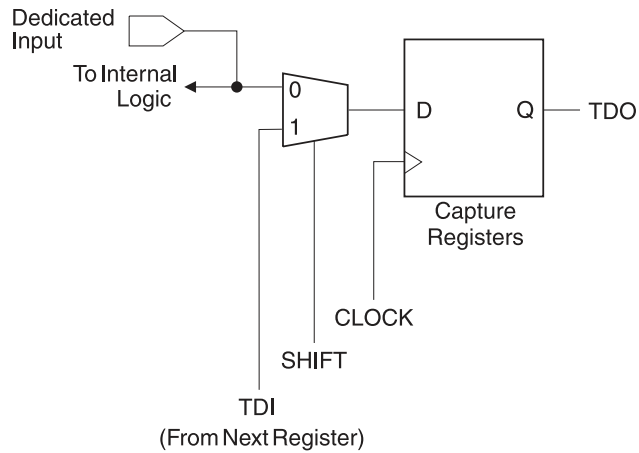 Dedicated
Input
To Internal
Logic
0
1
D
Q
TDO
Capture
Registers
CLOCK
SHIFT
TDI
(From Next Register)